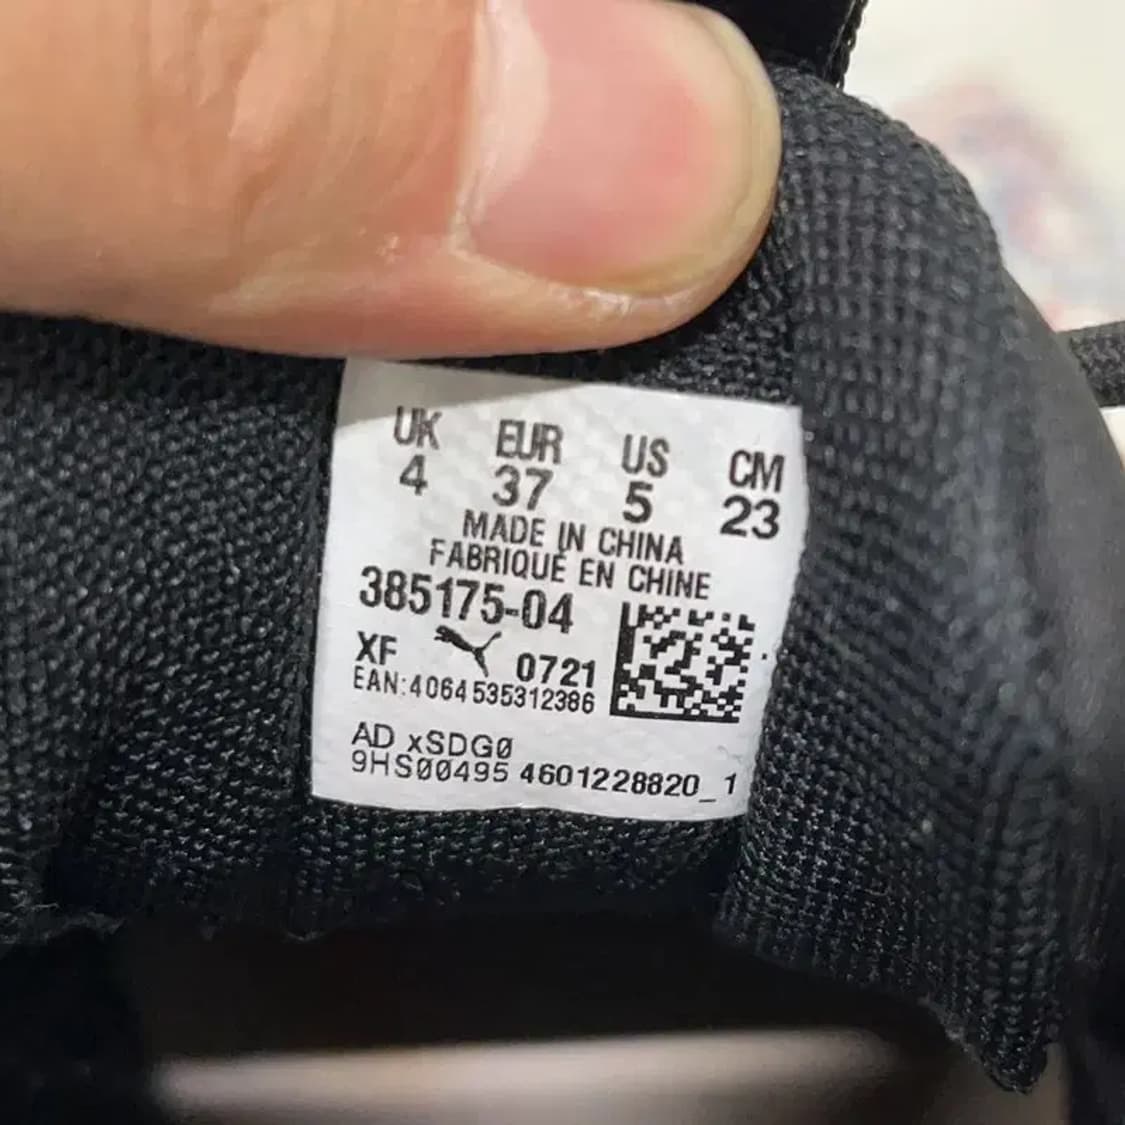 UK EUR US CM
4 37 5 23
MADE IN CHINA
FABRIQUÉ EN CHINE
385175-04
XF 0721
EAN:4064535312386
AD xSDG0
9HS00495 4601228820_1